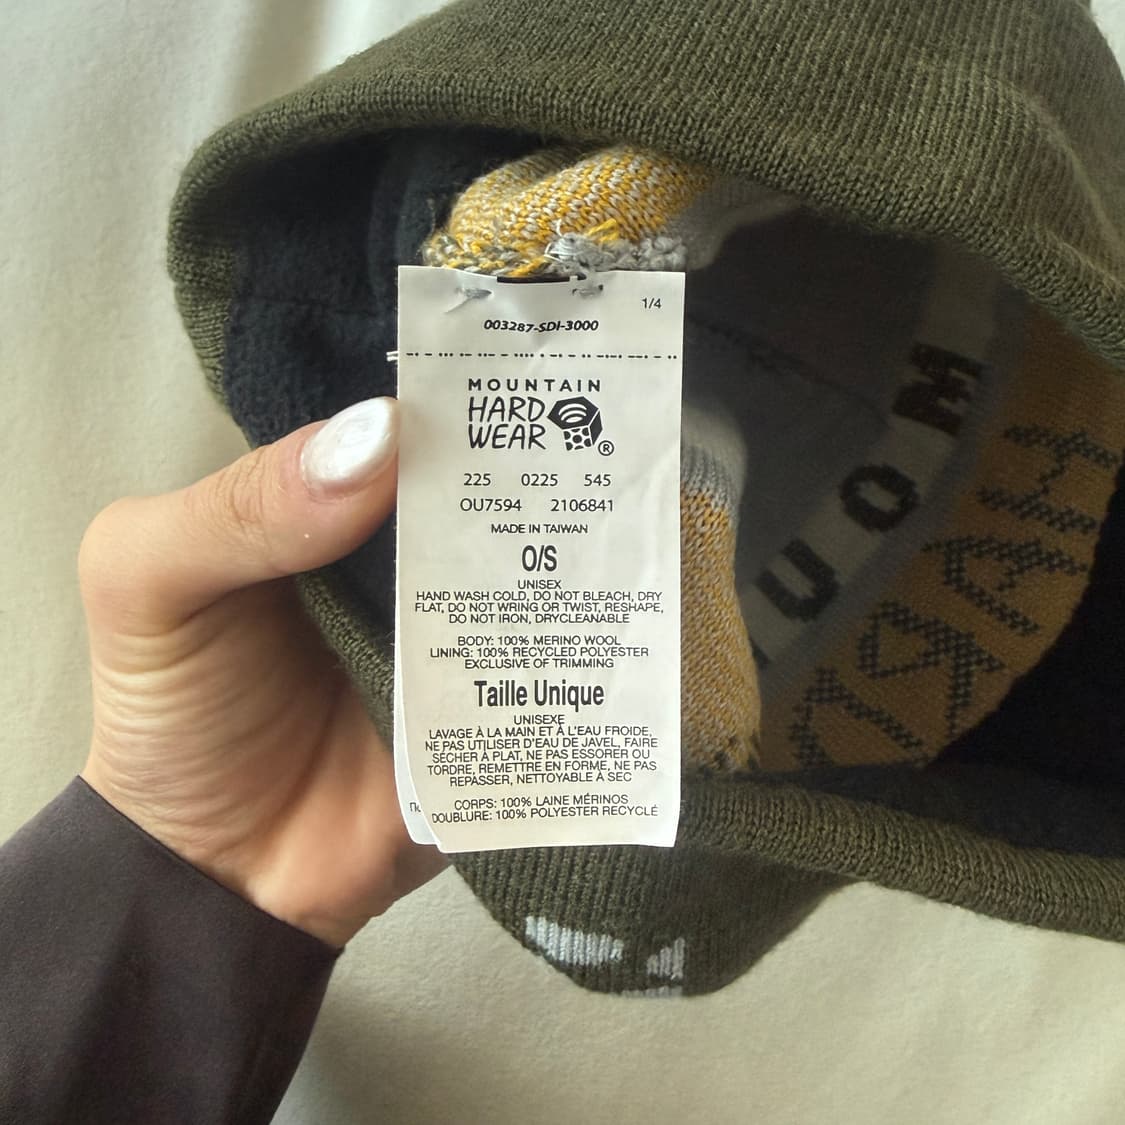 1/4
003287-SDI-3000
MOUNTAIN
HARD
WEAR ®
225 0225 545
OU7594 2106841
MADE IN TAIWAN
O/S
UNISEX
HAND WASH COLD, DO NOT BLEACH, DRY
FLAT, DO NOT WRING OR TWIST, RESHAPE,
DO NOT IRON, DRYCLEANABLE
BODY: 100% MERINO WOOL
LINING: 100% RECYCLED POLYESTER
EXCLUSIVE OF TRIMMING
Taille Unique
UNISEXE
LAVAGE À LA MAIN ET À L'EAU FROIDE,
NE PAS UTILISER D'EAU DE JAVEL, FAIRE
SÉCHER À PLAT, NE PAS ESSORER OU
TORDRE, REMETTRE EN FORME, NE PAS
REPASSER, NETTOYABLE À SEC
CORPS: 100% LAINE MÉRINOS
DOUBLURE: 100% POLYESTER RECYCLÉ